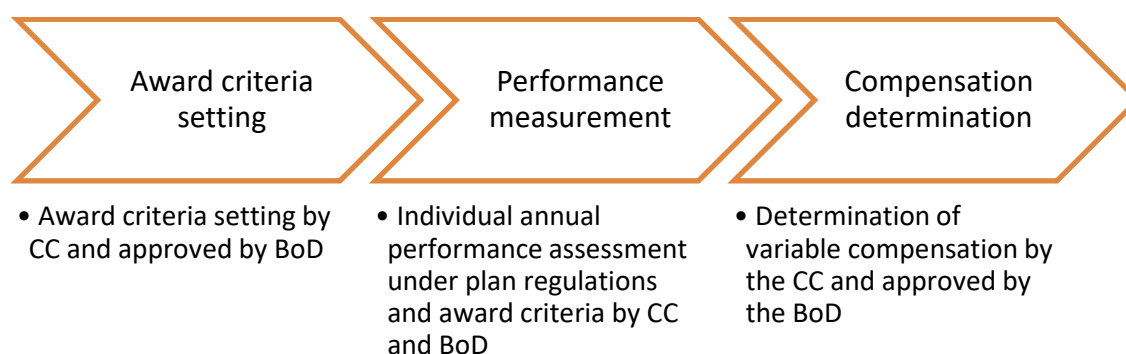 Award criteria
setting
Performance
measurement
Compensation
determination
• Award criteria setting by
CC and approved by BoD
• Individual annual
performance assessment
under plan regulations
and award criteria by CC
and BoD
• Determination of
variable compensation by
the CC and approved by
the BoD